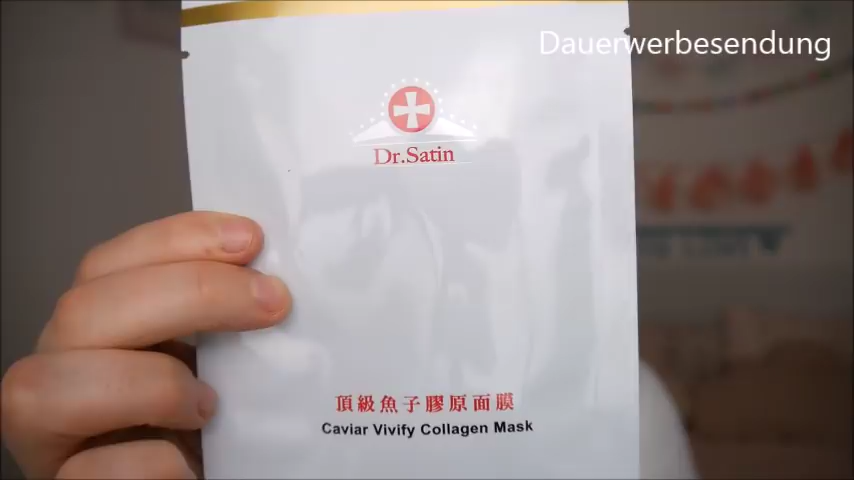 Dauerwerbesendung
Dr.Satin
頂級魚子膠原面膜
Caviar Vivify Collagen Mask